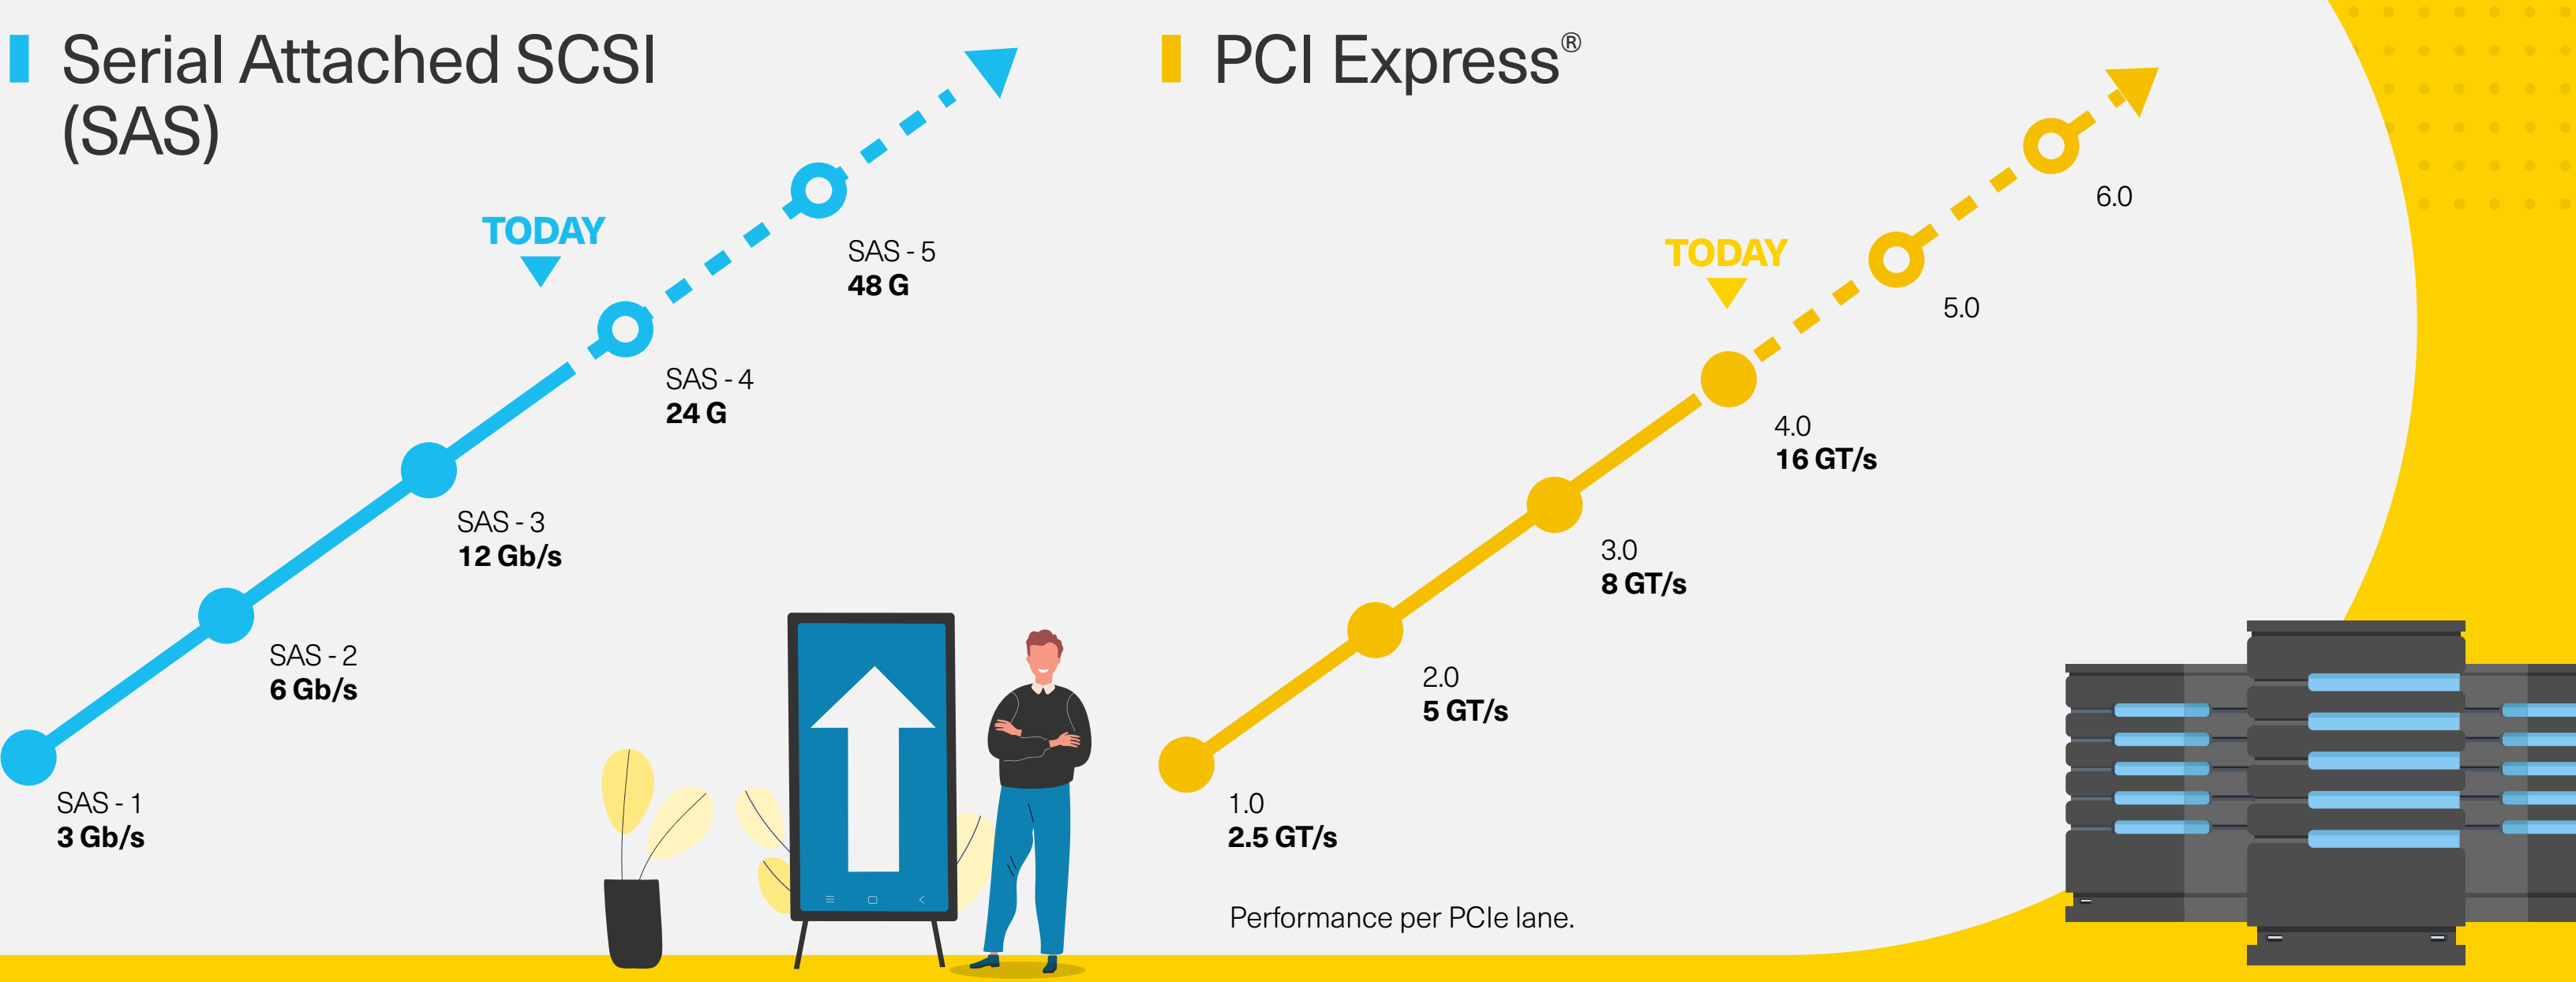 Serial Attached SCSI
(SAS)
TODAY
SAS - 5
48 G
SAS - 4
24 G
SAS - 3
12 Gb/s
SAS - 2
6 Gb/s
SAS - 1
3 Gb/s
PCI Express®
6.0
TODAY
5.0
4.0
16 GT/s
3.0
8 GT/s
2.0
5 GT/s
1.0
2.5 GT/s
Performance per PCIe lane.